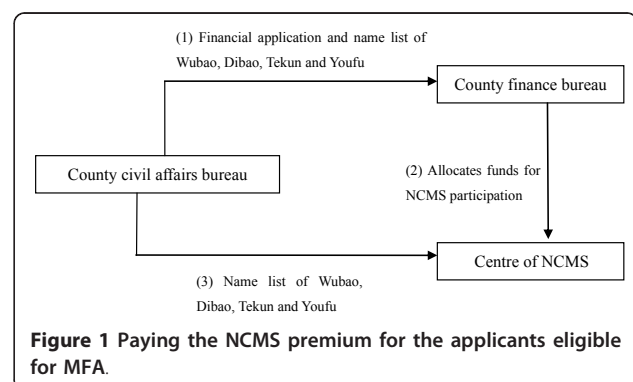 (1) Financial application and name list of
Wubao, Dibao, Tekun and Youfu
County finance bureau
County civil affairs bureau
(2) Allocates funds for
NCMS participation
Centre of NCMS
(3) Name list of Wubao,
Dibao, Tekun and Youfu
Figure 1 Paying the NCMS premium for the applicants eligible
for MFA.